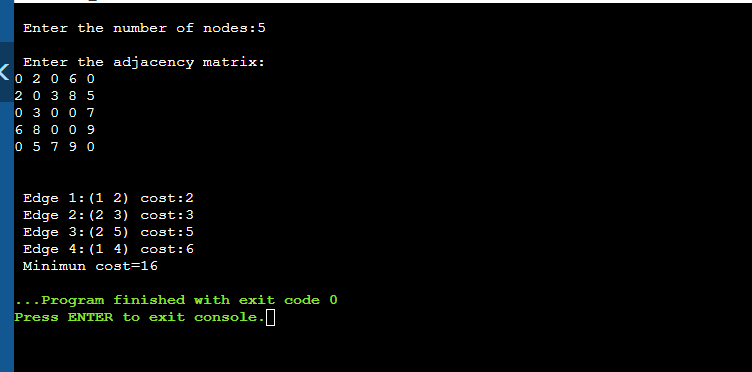 Enter the number of nodes:5
Enter the adjacency matrix:
0 2 0 6 0
2 0 3 8 5
0 3 0 0 7
6 8 0 0 9
0 5 7 9 0
Edge 1:(1 2) cost:2
Edge 2:(2 3) cost:3
Edge 3:(2 5) cost:5
Edge 4:(1 4) cost:6
Minimun cost=16
...Program finished with exit code 0
Press ENTER to exit console.